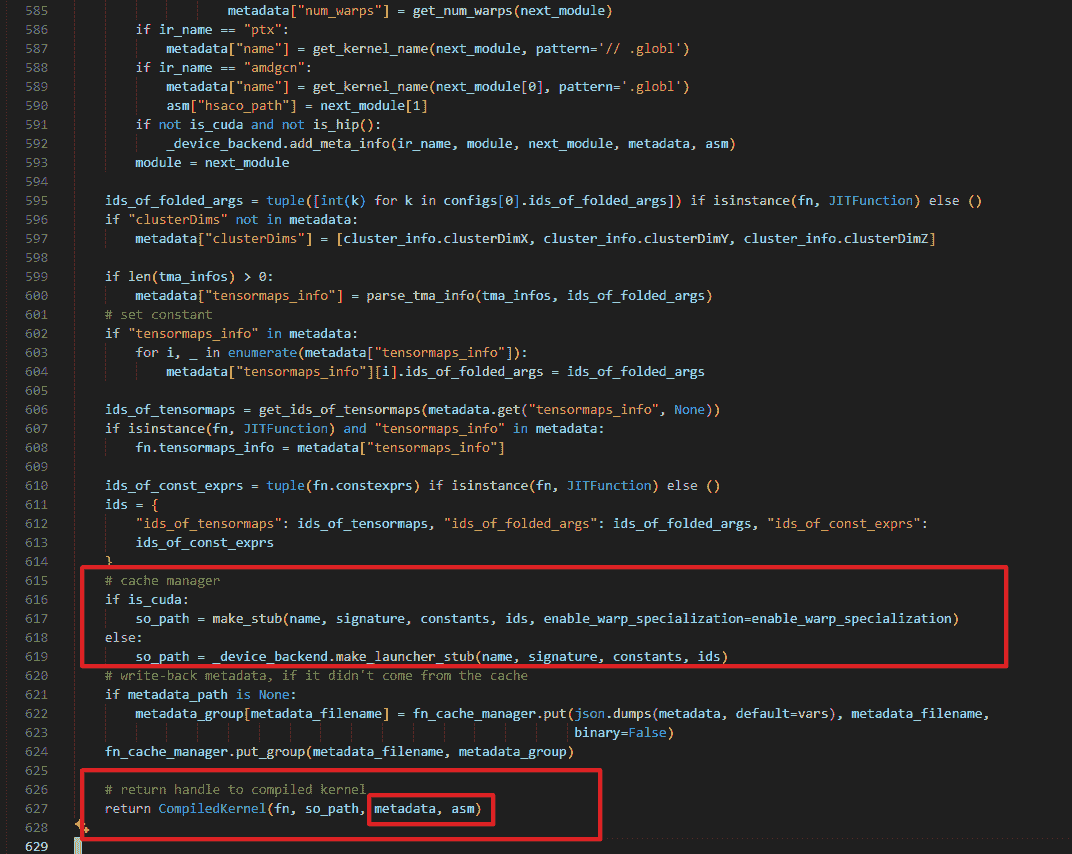 585 metadata["num_warps"] = get_num_warps(next_module)
586 if ir_name == "ptx":
587 metadata["name"] = get_kernel_name(next_module, pattern='// .globl')
588 if ir_name == "amdgcn":
589 metadata["name"] = get_kernel_name(next_module[0], pattern='.globl')
590 asm["hsaco_path"] = next_module[1]
591 if not is_cuda and not is_hip():
592 _device_backend.add_meta_info(ir_name, module, next_module, metadata, asm)
593 module = next_module
594
595 ids_of_folded_args = tuple([int(k) for k in configs[0].ids_of_folded_args]) if isinstance(fn, JITFunction) else ()
596 if "clusterDims" not in metadata:
597 metadata["clusterDims"] = [cluster_info.clusterDimX, cluster_info.clusterDimY, cluster_info.clusterDimZ]
598
599 if len(tma_infos) > 0:
600 metadata["tensormaps_info"] = parse_tma_info(tma_infos, ids_of_folded_args)
601 # set constant
602 if "tensormaps_info" in metadata:
603 for i, _ in enumerate(metadata["tensormaps_info"]):
604 metadata["tensormaps_info"][i].ids_of_folded_args = ids_of_folded_args
605
606 ids_of_tensormaps = get_ids_of_tensormaps(metadata.get("tensormaps_info", None))
607 if isinstance(fn, JITFunction) and "tensormaps_info" in metadata:
608 fn.tensormaps_info = metadata["tensormaps_info"]
609
610 ids_of_const_exprs = tuple(fn.constexprs) if isinstance(fn, JITFunction) else ()
611 ids = {
612 "ids_of_tensormaps": ids_of_tensormaps, "ids_of_folded_args": ids_of_folded_args, "ids_of_const_exprs":
613 ids_of_const_exprs
614 }
615 # cache manager
616 if is_cuda:
617 so_path = make_stub(name, signature, constants, ids, enable_warp_specialization=enable_warp_specialization)
618 else:
619 so_path = _device_backend.make_launcher_stub(name, signature, constants, ids)
620 # write-back metadata, if it didn't come from the cache
621 if metadata_path is None:
622 metadata_group[metadata_filename] = fn_cache_manager.put(json.dumps(metadata, default=vars), metadata_filename,
623 binary=False)
624 fn_cache_manager.put_group(metadata_filename, metadata_group)
625
626 # return handle to compiled kernel
627 return CompiledKernel(fn, so_path, metadata, asm)
628
629